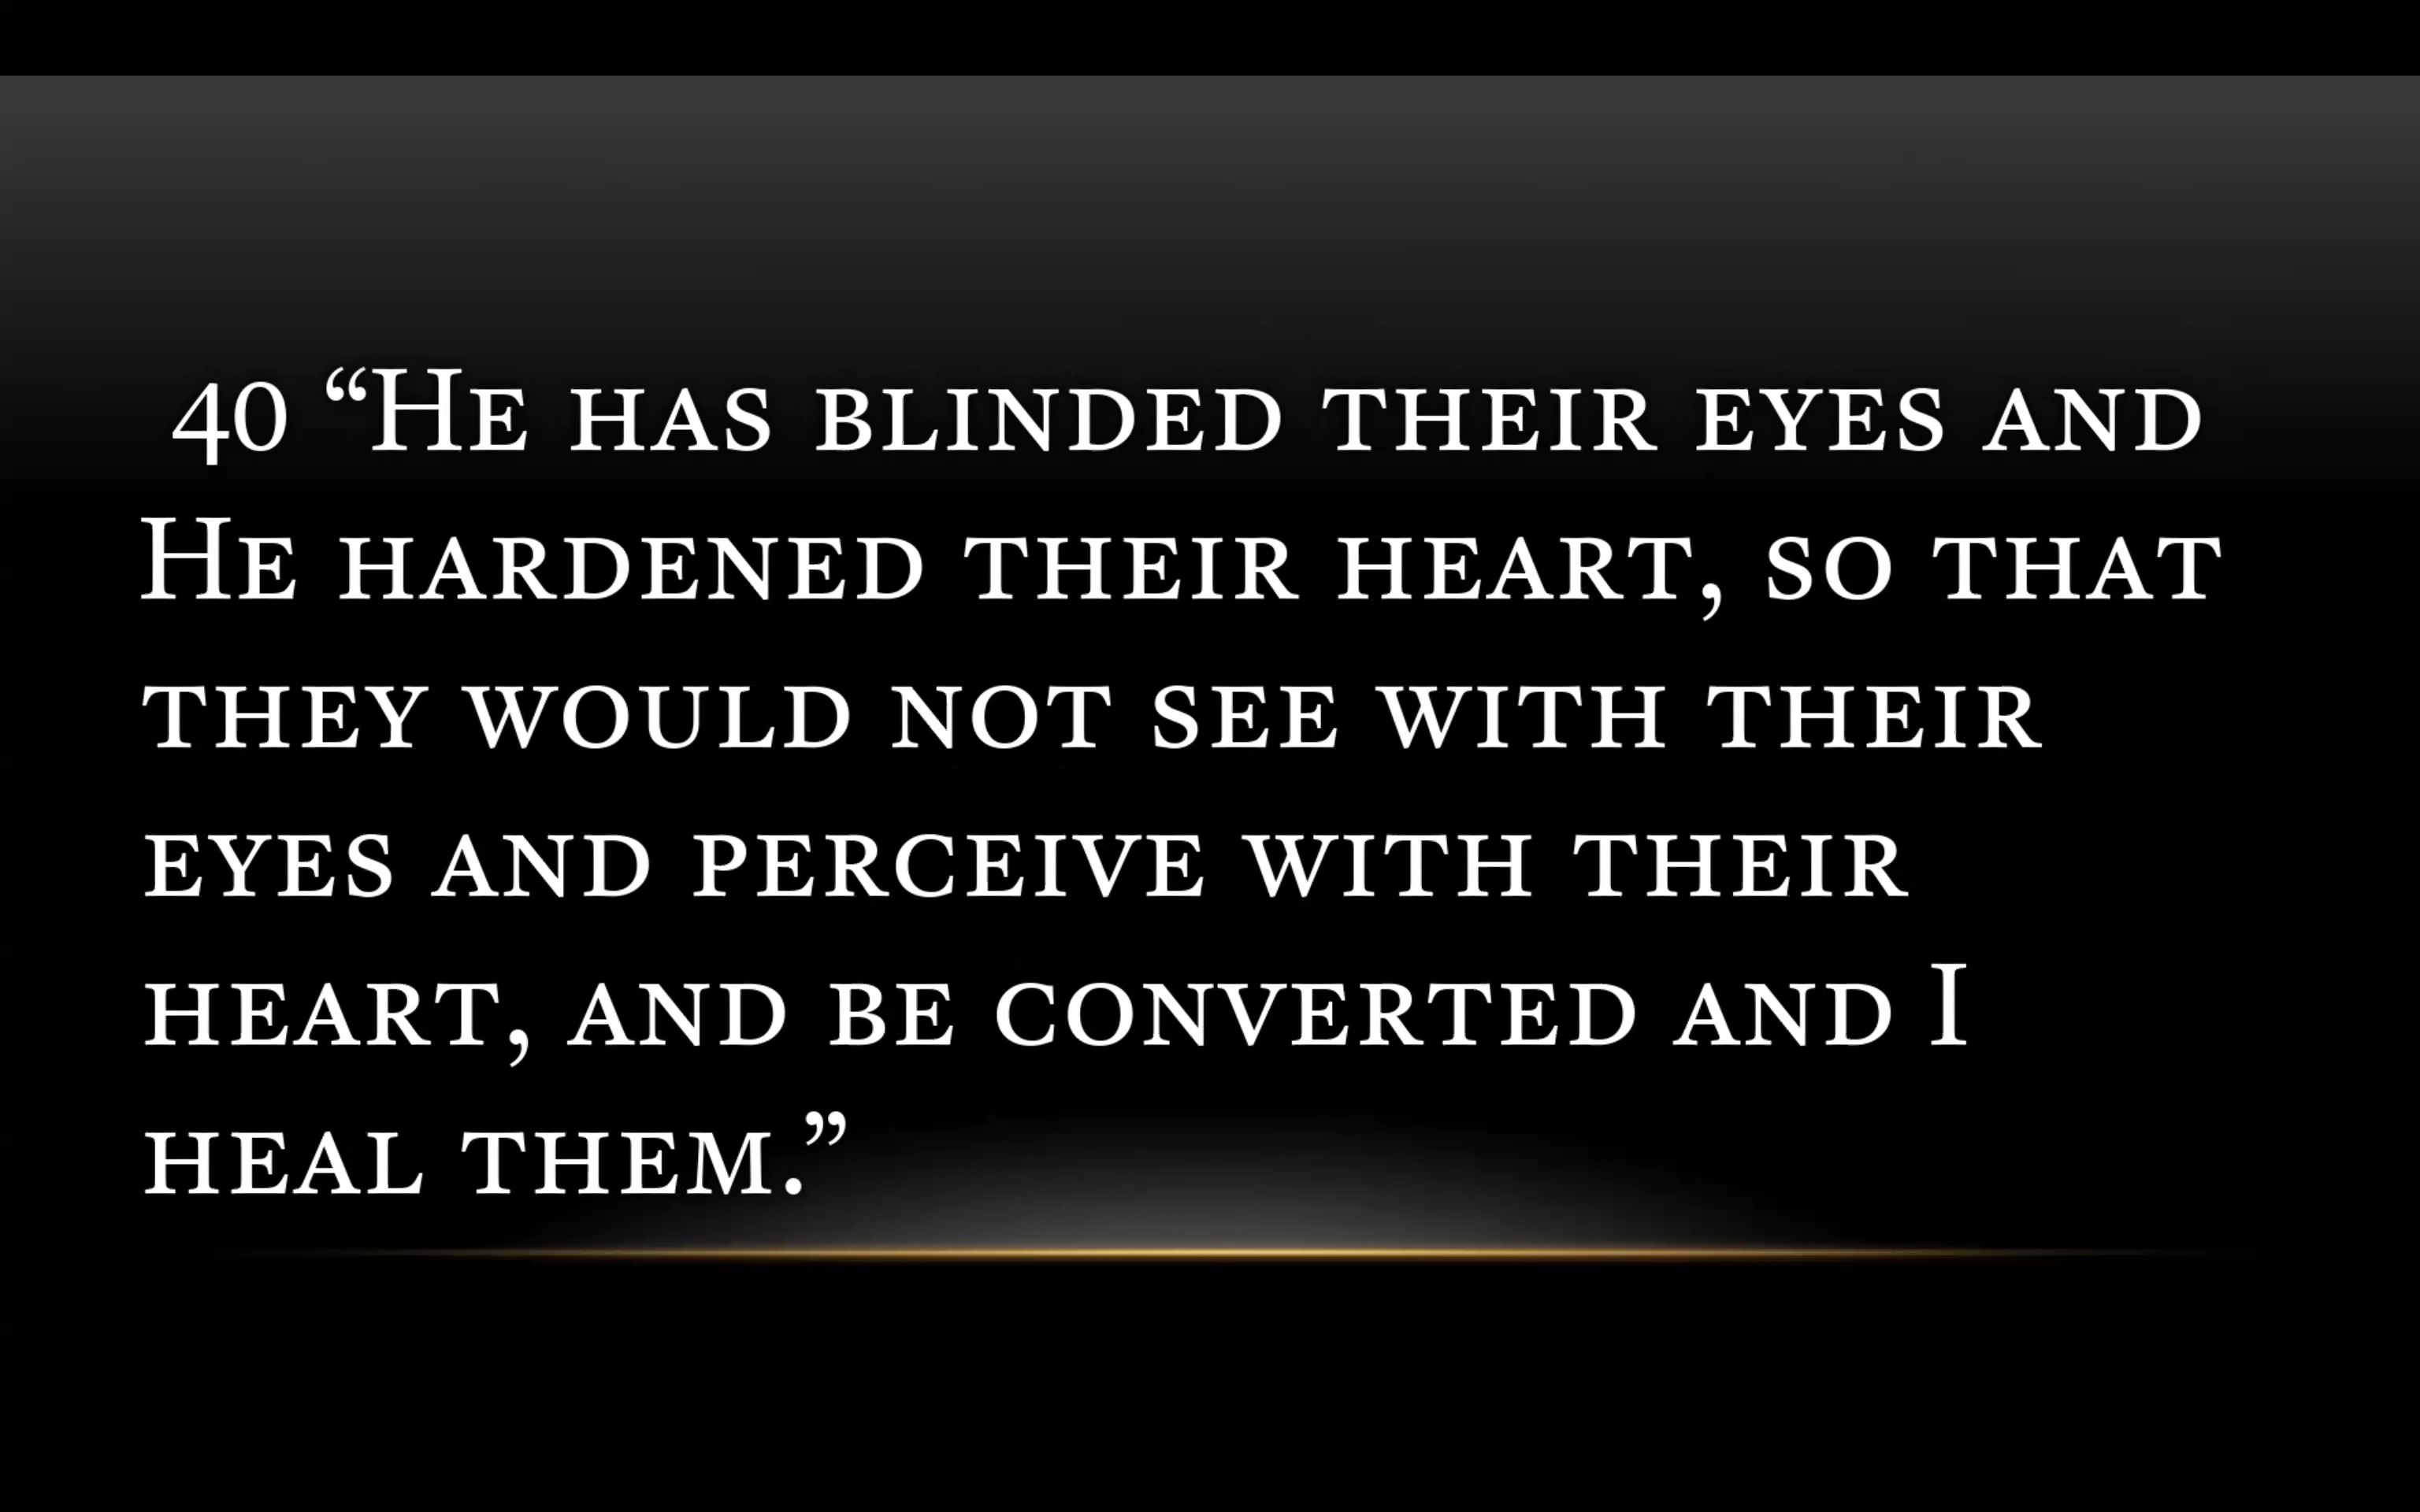 40 “He has blinded their eyes and
He hardened their heart, so that
they would not see with their
eyes and perceive with their
heart, and be converted and I
heal them.”